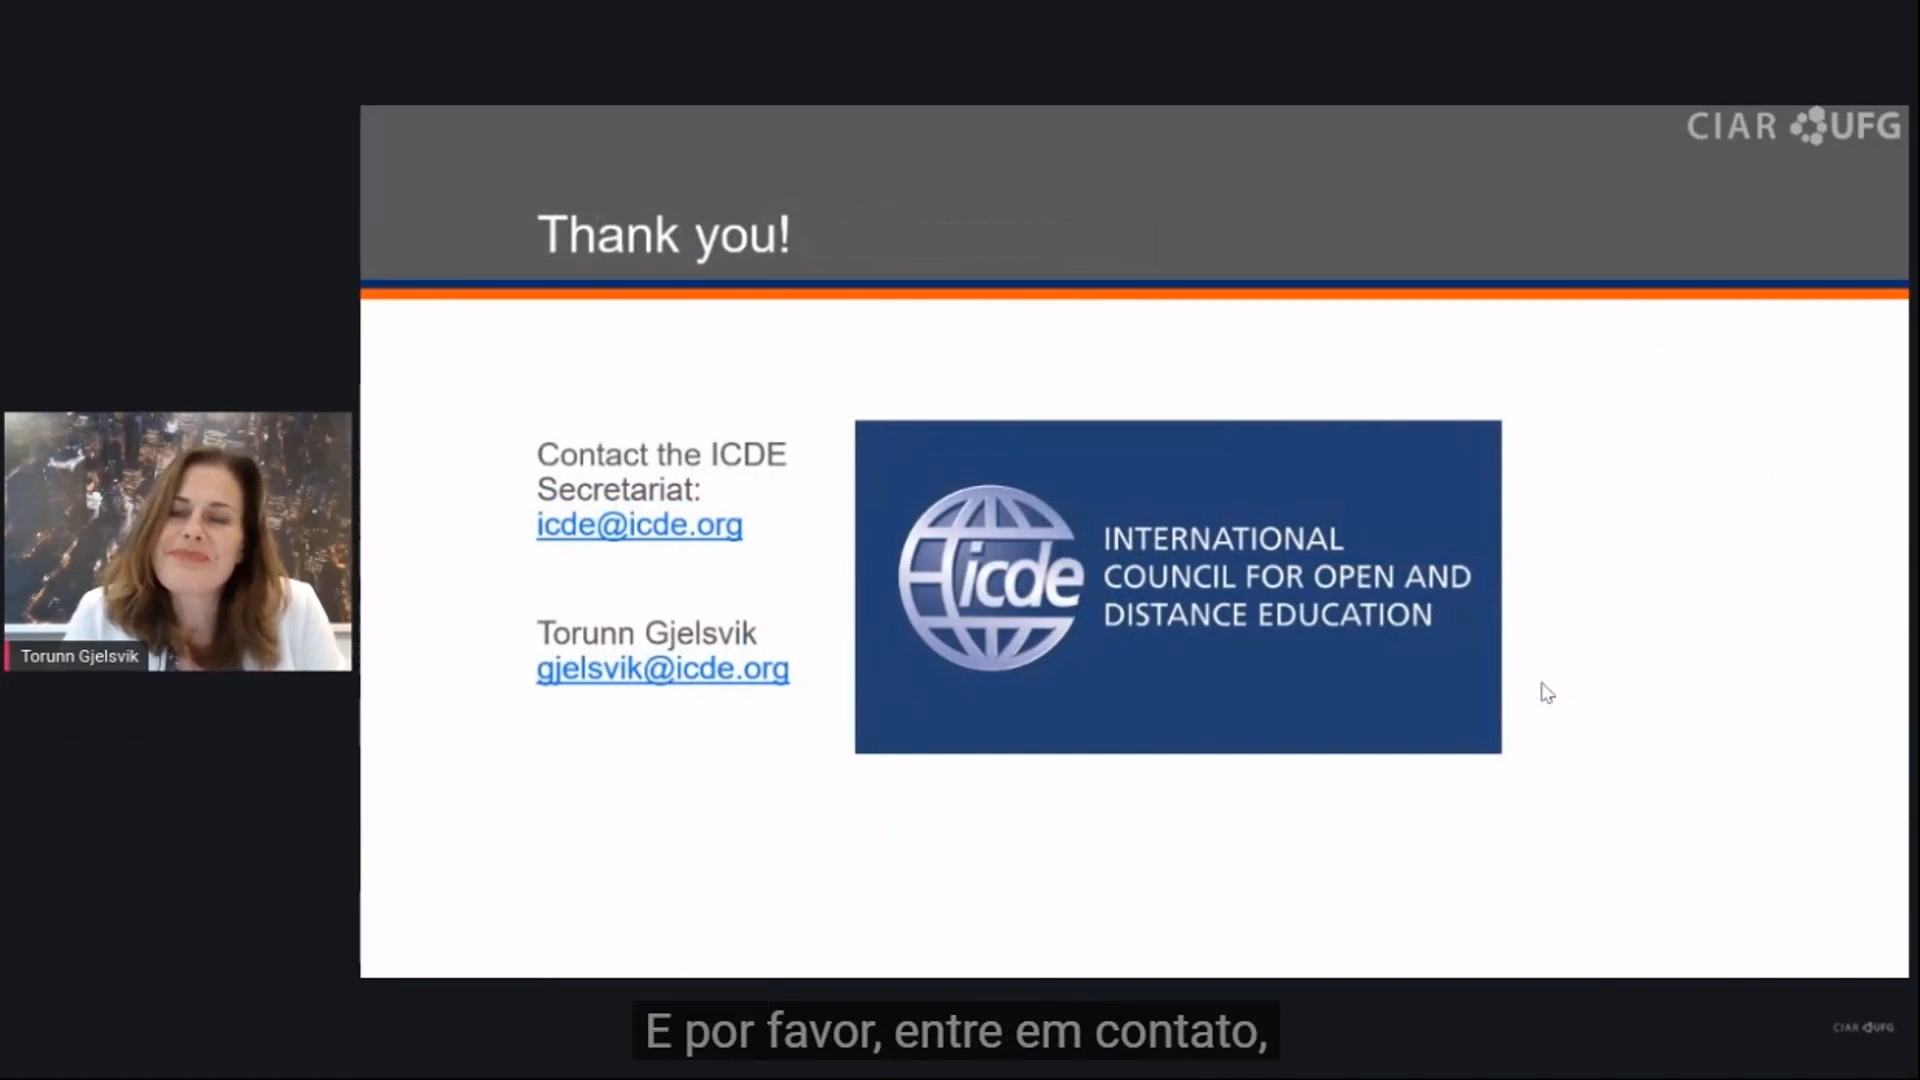 CIAR UFG
Thank you!
Contact the ICDE
Secretariat:
icde@icde.org
Torunn Gjelsvik
gjelsvik@icde.org
icde
INTERNATIONAL
COUNCIL FOR OPEN AND
DISTANCE EDUCATION
Torunn Gjelsvik
E por favor, entre em contato,
CIAR UFG